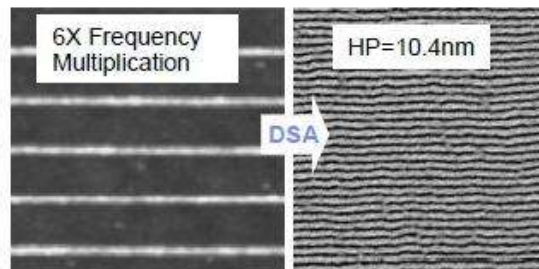 6X Frequency
Multiplication
DSA
HP=10.4nm